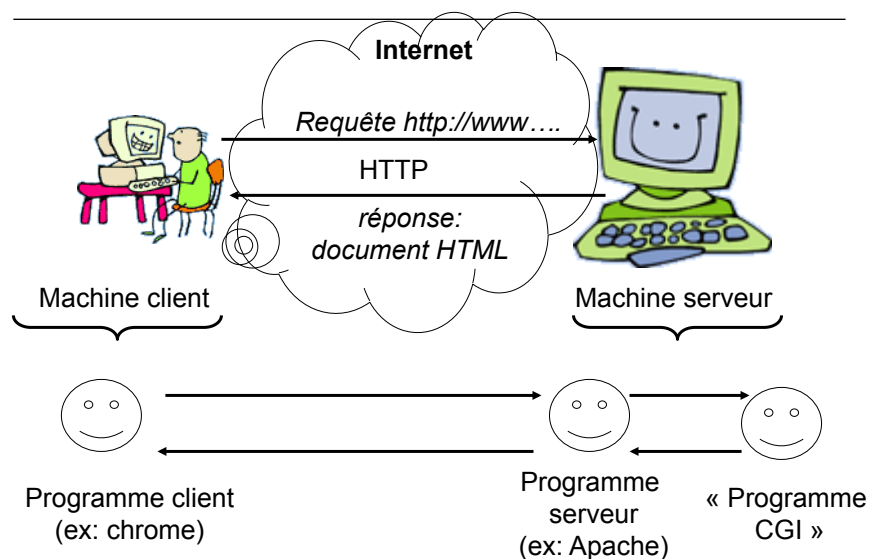 Internet
Requête http://www….
HTTP
réponse:
document HTML
Machine client
Machine serveur
Programme client
(ex: chrome)
Programme
serveur
(ex: Apache)
« Programme
CGI »